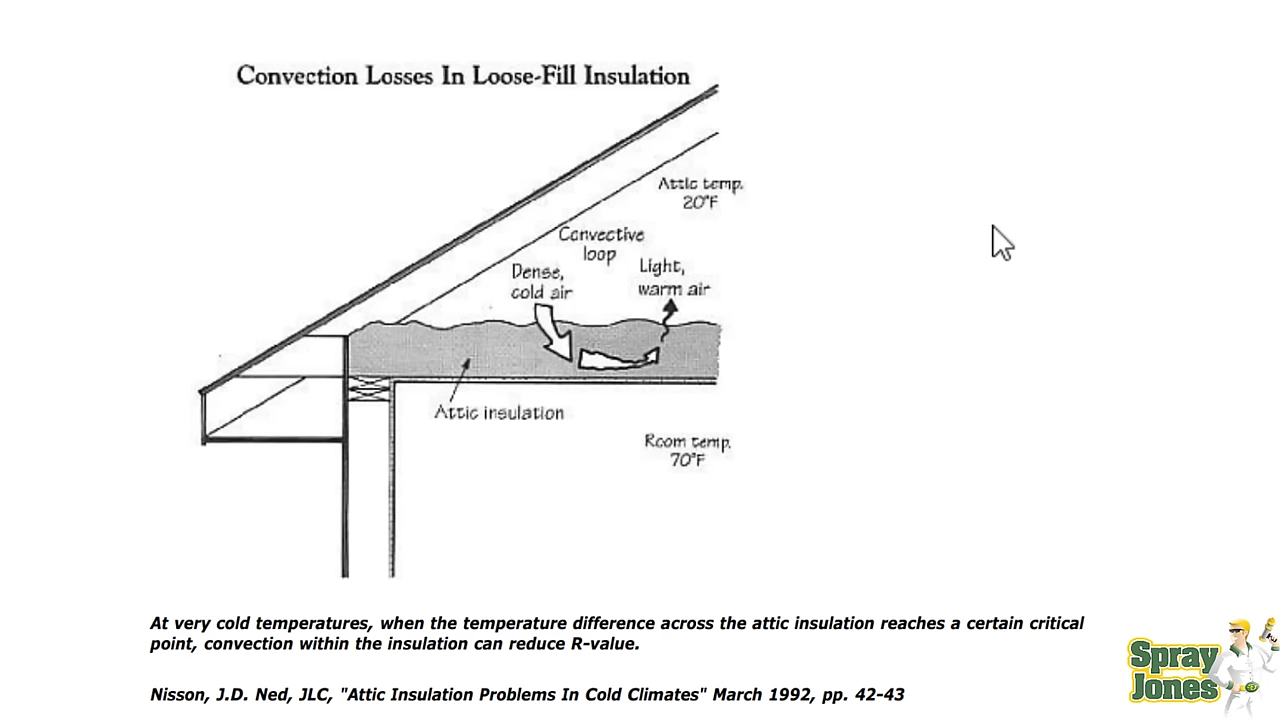 Convection Losses In Loose-Fill Insulation
Attic temp.
20°F
Convective
loop
Dense,
cold air
Light,
warm air
Attic insulation
Room temp.
70°F
At very cold temperatures, when the temperature difference across the attic insulation reaches a certain critical
point, convection within the insulation can reduce R-value.
Nisson, J.D. Ned, JLC, "Attic Insulation Problems In Cold Climates" March 1992, pp. 42-43
Spray
Jones